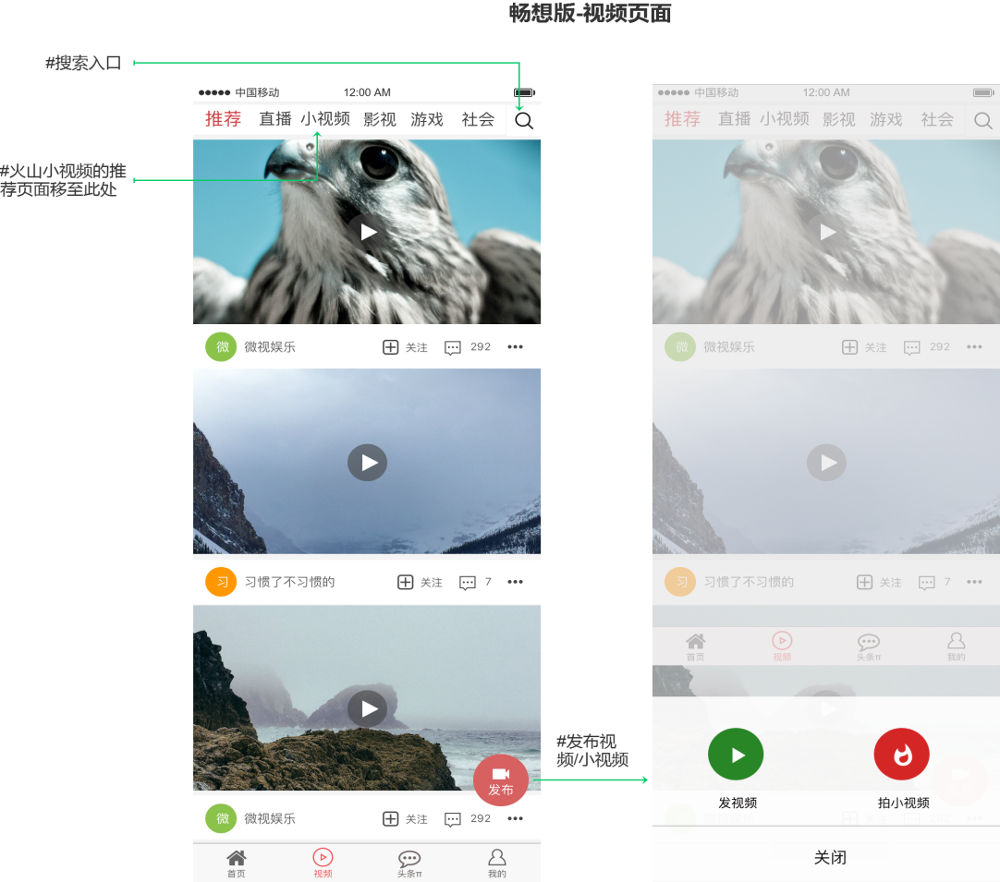 畅想版-视频页面
#搜索入口
中国移动 12:00 AM
推荐 直播 小视频 影视 游戏 社会
#火山小视频的推
荐页面移至此处
微 微视娱乐 关注 292
习 习惯了不习惯的 关注 7
发布
微 微视娱乐 关注 292
首页 视频 头条π 我的
#发布视
频/小视频
中国移动 12:00 AM
推荐 直播 小视频 影视 游戏 社会
微 微视娱乐 关注 292
习 习惯了不习惯的 关注 7
首页 视频 头条π 我的
发视频 拍小视频
关闭